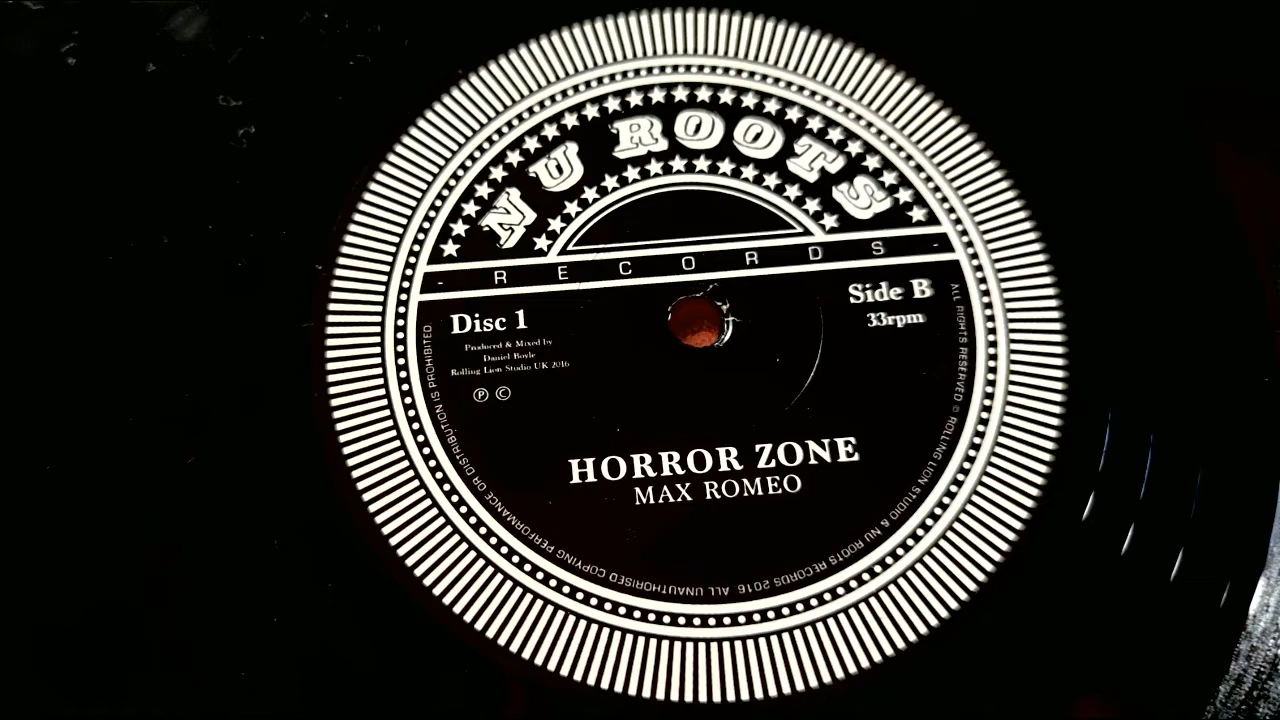 NU ROOTS
- RECORDS -
Disc 1
Produced & Mixed by
Daniel Boyle
Rolling Lion Studio UK 2016
Ⓟ Ⓒ
Side B
33rpm
HORROR ZONE
MAX ROMEO
ALL RIGHTS RESERVED © ROLLING LION STUDIO & NU ROOTS RECORDS 2016. ALL UNAUTHORISED COPYING PERFORMANCE OR DISTRIBUTION IS PROHIBITED.